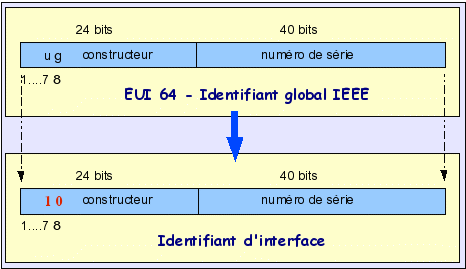 24 bits 40 bits
u g constructeur numéro de série
1....7 8
EUI 64 - Identifiant global IEEE
24 bits 40 bits
1 0 constructeur numéro de série
1....7 8
Identifiant d'interface